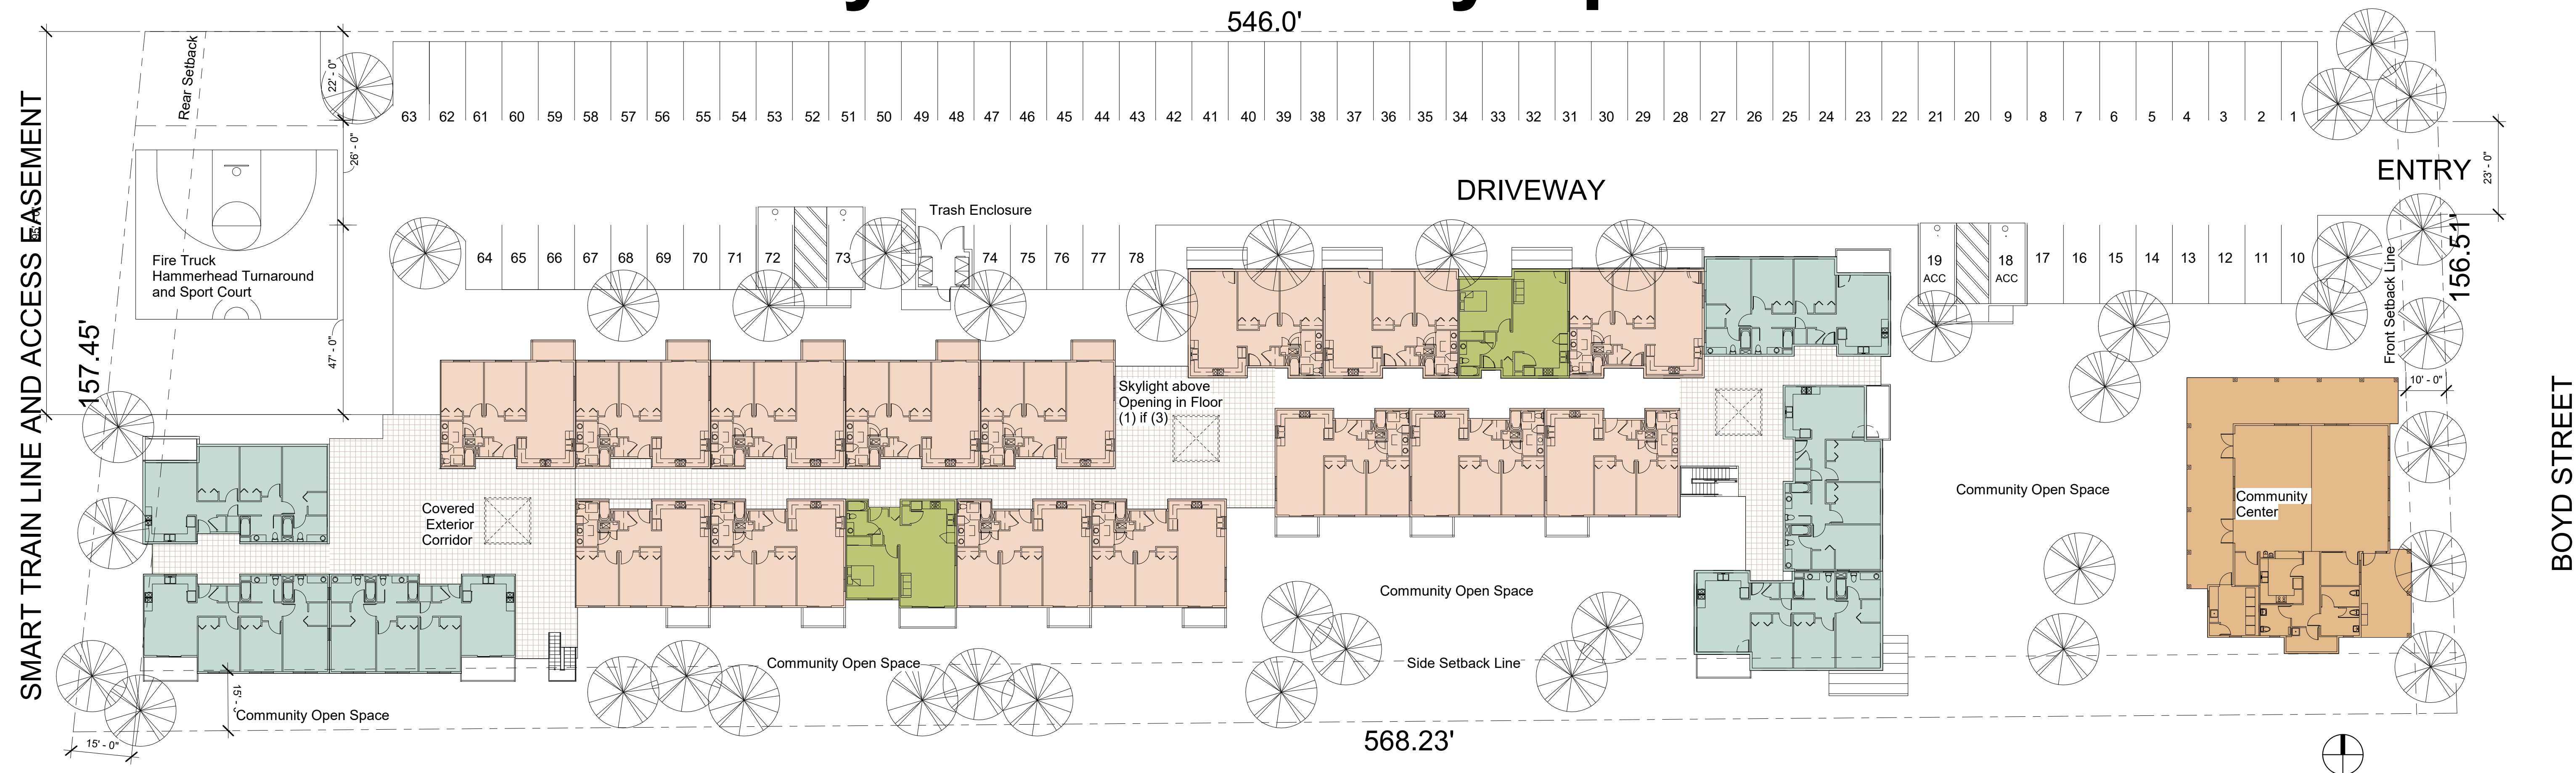 546.0'
Rear Setback
22' - 0"
63 62 61 60 59 58 57 56 55 54 53 52 51 50 49 48 47 46 45 44 43 42 41 40 39 38 37 36 35 34 33 32 31 30 29 28 27 26 25 24 23 22 21 20 9 8 7 6 5 4 3 2 1
26' - 0"
ENTRY
23' - 0"
DRIVEWAY
Trash Enclosure
SMART TRAIN LINE AND ACCESS EASEMENT
Fire Truck
Hammerhead Turnaround
and Sport Court
64 65 66 67 68 69 70 71 72 73 74 75 76 77 78
19
ACC
18
ACC
17 16 15 14 13 12 11 10
Front Setback Line
156.51'
157.45'
47' - 0"
10' - 0"
BOYD STREET
Skylight above
Opening in Floor
(1) if (3)
Community Open Space
Community
Center
Covered
Exterior
Corridor
Community Open Space
Community Open Space
Side Setback Line
15' -
Community Open Space
15' - 0"
568.23'